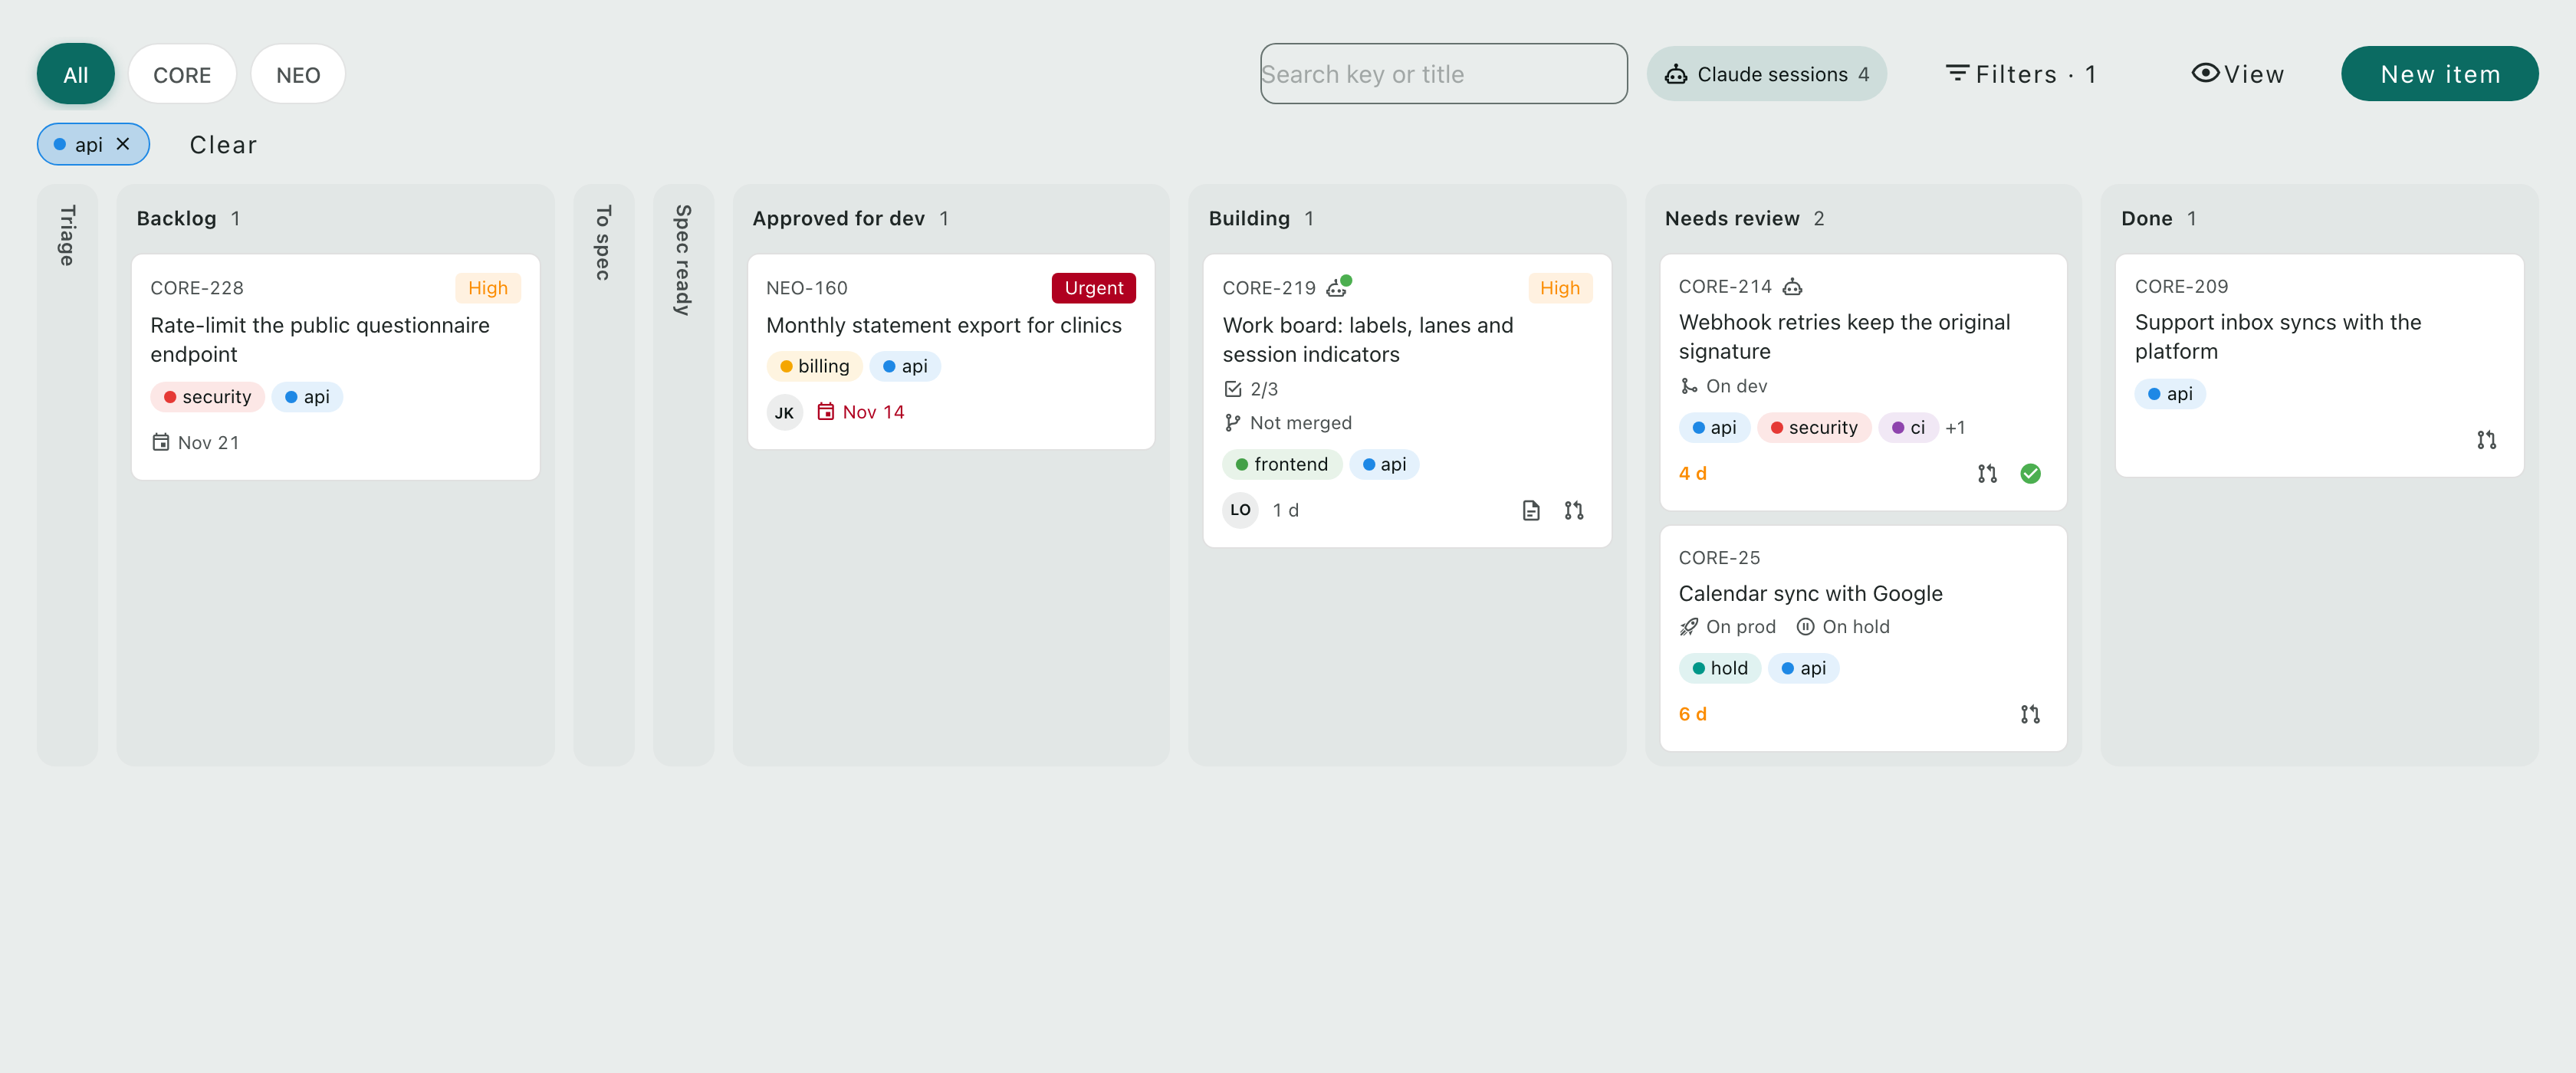 All
CORE
NEO
Search key or title
Claude sessions 4
Filters · 1
View
New item
api
Clear
Triage
Backlog 1
CORE-228
High
Rate-limit the public questionnaire
endpoint
security
api
Nov 21
To spec
Spec ready
Approved for dev 1
NEO-160
Urgent
Monthly statement export for clinics
billing
api
JK
Nov 14
Building 1
CORE-219
High
Work board: labels, lanes and
session indicators
2/3
Not merged
frontend
api
LO
1 d
Needs review 2
CORE-214
Webhook retries keep the original
signature
On dev
api
security
ci
+1
4 d
CORE-25
Calendar sync with Google
On prod
On hold
hold
api
6 d
Done 1
CORE-209
Support inbox syncs with the
platform
api